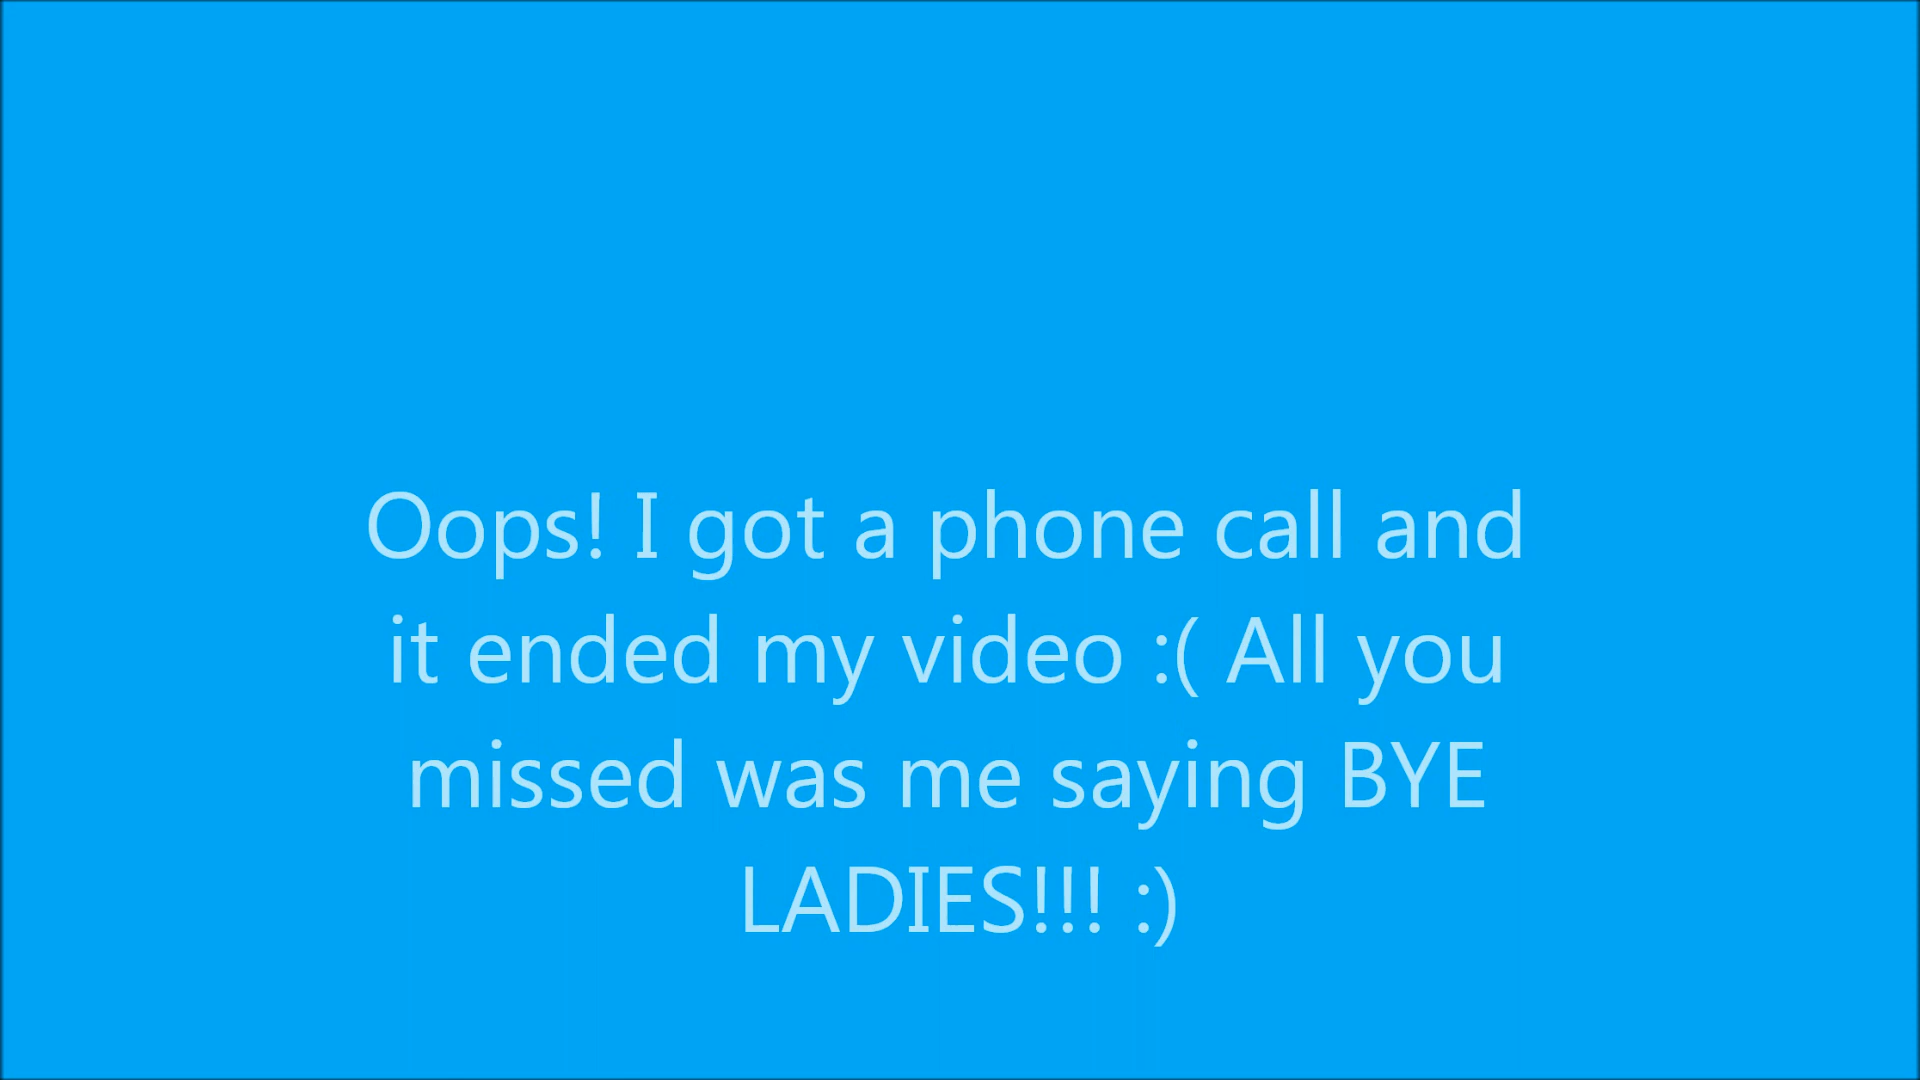 Oops! I got a phone call and
it ended my video :( All you
missed was me saying BYE
LADIES!!! :)